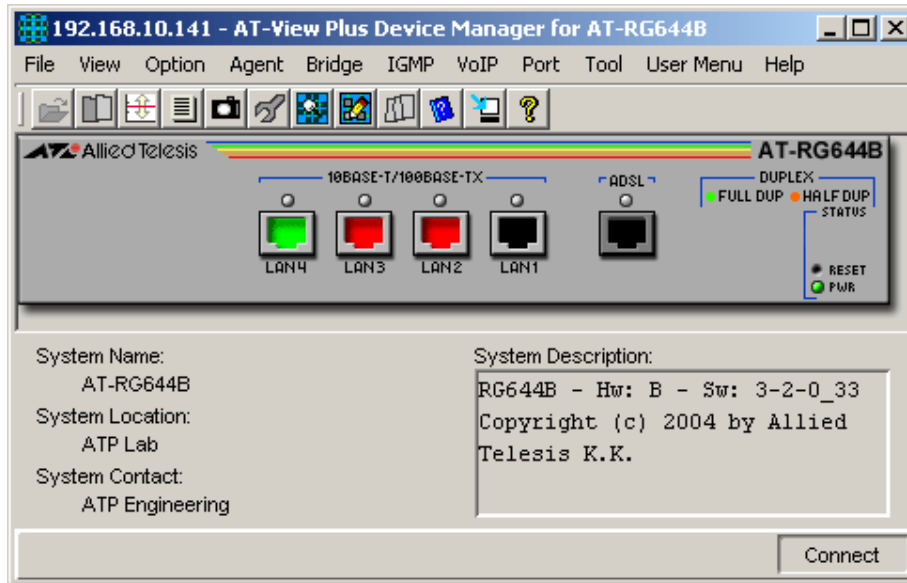 192.168.10.141 - AT-View Plus Device Manager for AT-RG644B
File View Option Agent Bridge IGMP VoIP Port Tool User Menu Help
Allied Telesis
AT-RG644B
10BASE-T/100BASE-TX
ADSL
DUPLEX
FULL DUP HALF DUP
STATUS
LAN4 LAN3 LAN2 LAN1
RESET
PWR
System Name:
AT-RG644B
System Location:
ATP Lab
System Contact:
ATP Engineering
System Description:
RG644B - Hw: B - Sw: 3-2-0_33
Copyright (c) 2004 by Allied
Telesis K.K.
Connect